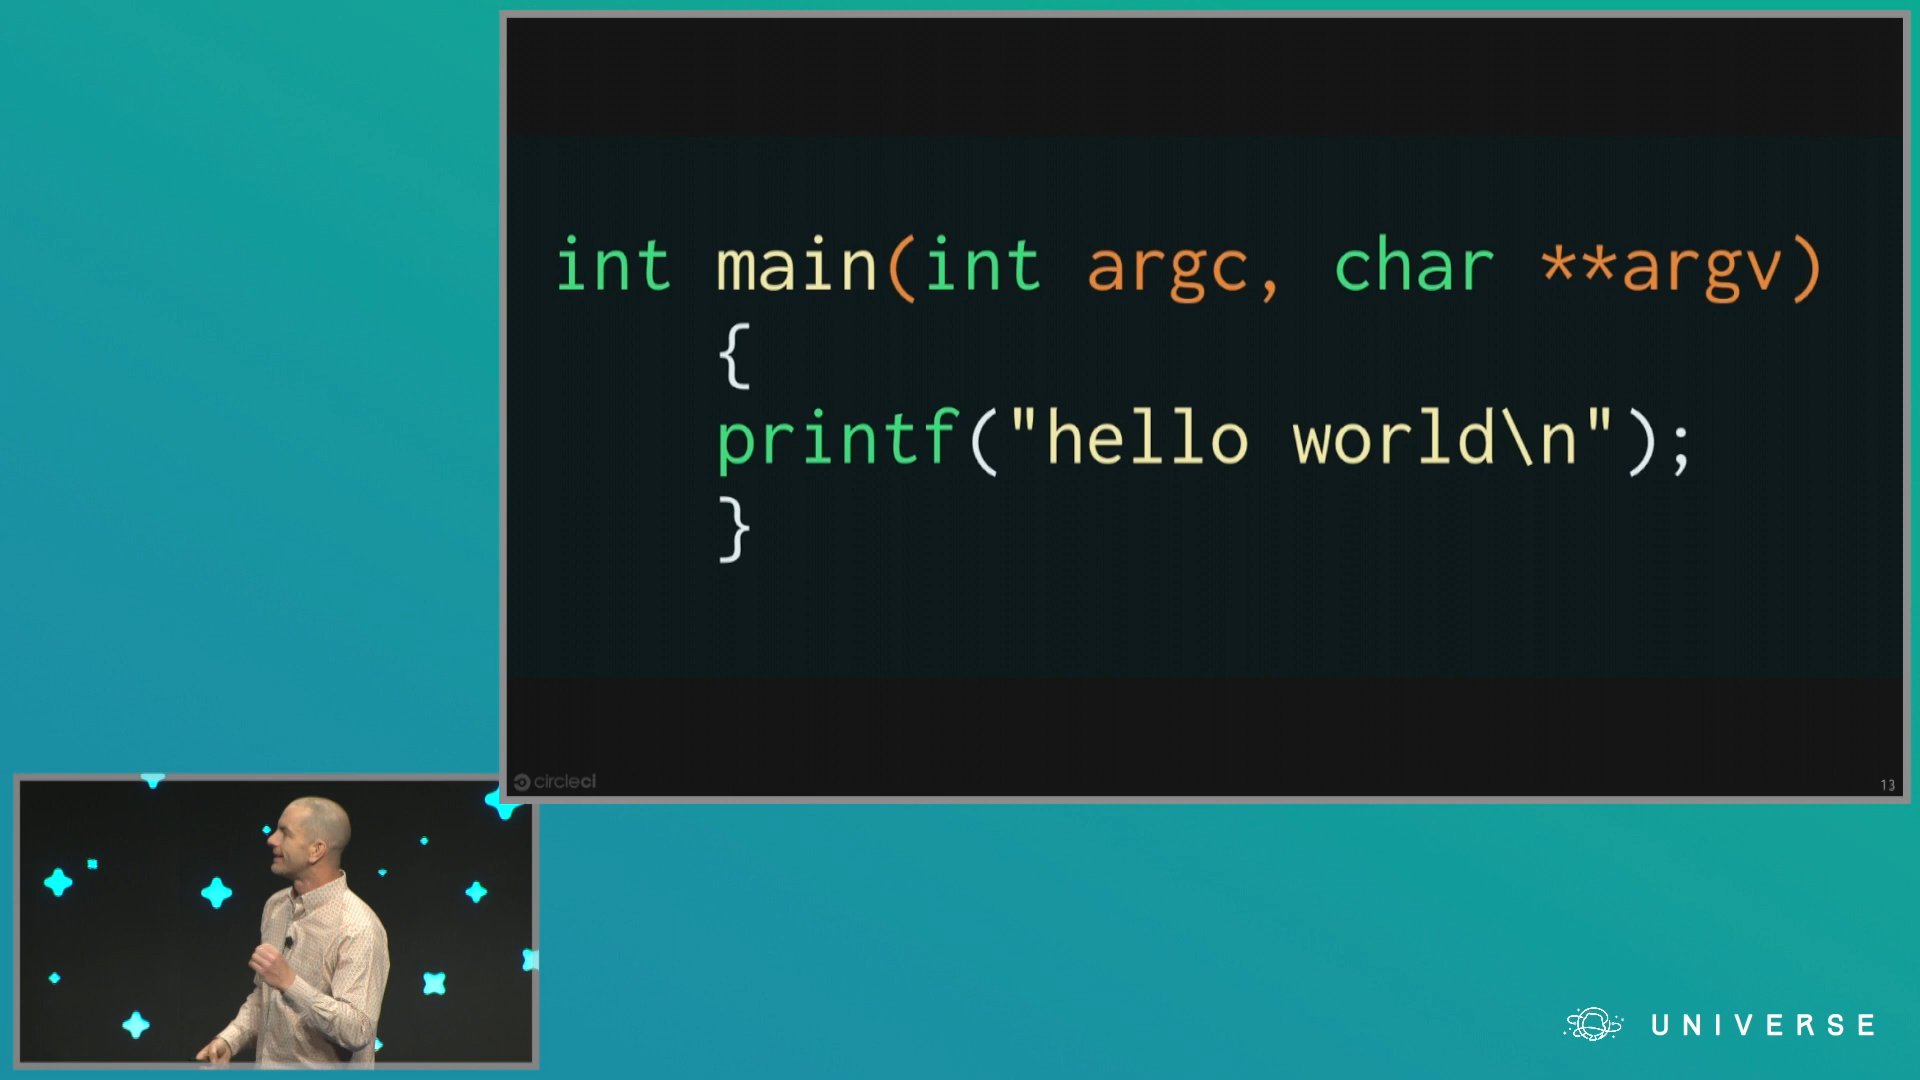 int main(int argc, char **argv)
{
printf("hello world\n");
}
circleci
13
UNIVERSE